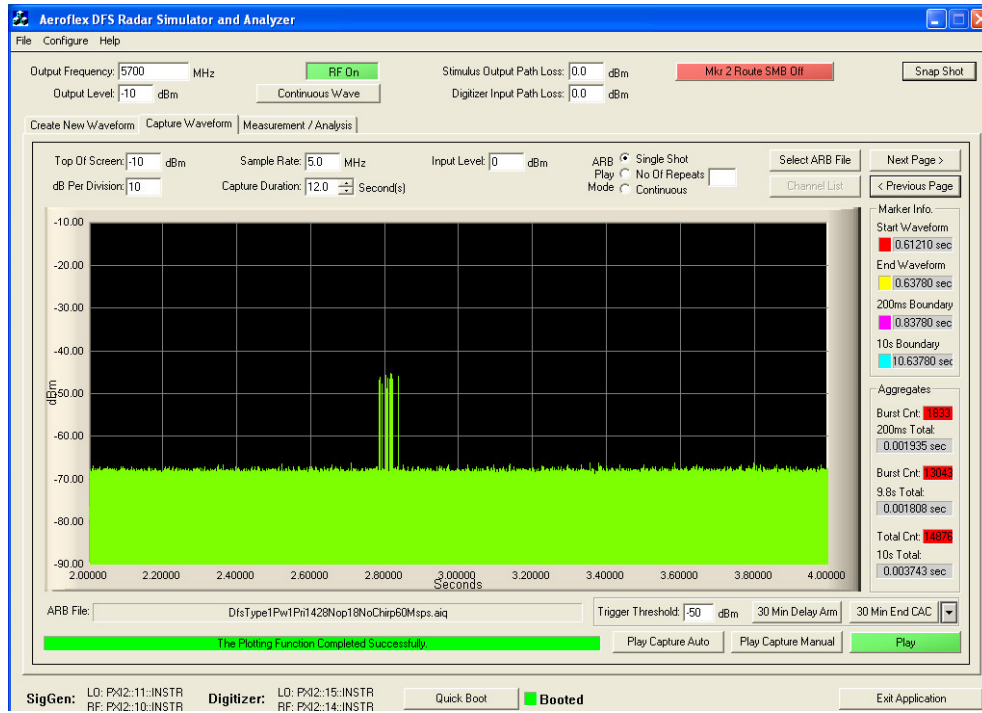 Aeroflex DFS Radar Simulator and Analyzer
File Configure Help
Output Frequency: 5700 MHz
RF On
Stimulus Output Path Loss: 0.0 dBm
Mkr 2 Route SMB Off
Snap Shot
Output Level: -10 dBm
Continuous Wave
Digitizer Input Path Loss: 0.0 dBm
Create New Waveform
Capture Waveform
Measurement / Analysis
Top Of Screen: -10 dBm
Sample Rate: 5.0 MHz
Input Level: 0 dBm
ARB Play Mode
Single Shot
No Of Repeats
Continuous
Select ARB File
Next Page >
dB Per Division: 10
Capture Duration: 12.0 Second(s)
Channel List
< Previous Page
-10.00
-20.00
-30.00
-40.00
-50.00
-60.00
-70.00
-80.00
-90.00
dBm
2.00000 2.20000 2.40000 2.60000 2.80000 3.00000 3.20000 3.40000 3.60000 3.80000 4.00000
Seconds
Marker Info.
Start Waveform
0.61210 sec
End Waveform
0.63780 sec
200ms Boundary
0.83780 sec
10s Boundary
10.63780 sec
Aggregates
Burst Cnt: 1833
200ms Total:
0.001935 sec
Burst Cnt: 13043
9.8s Total:
0.001808 sec
Total Cnt: 14876
10s Total:
0.003743 sec
ARB File: DfsType1Pw1Pri1428Nop18NoChirp60Msps.aiq
Trigger Threshold: -50 dBm
30 Min Delay Arm
30 Min End CAC
The Plotting Function Completed Successfully.
Play Capture Auto
Play Capture Manual
Play
SigGen: LO: PXI2::11::INSTR
RF: PXI2::10::INSTR
Digitizer: LO: PXI2::15::INSTR
RF: PXI2::14::INSTR
Quick Boot
Booted
Exit Application